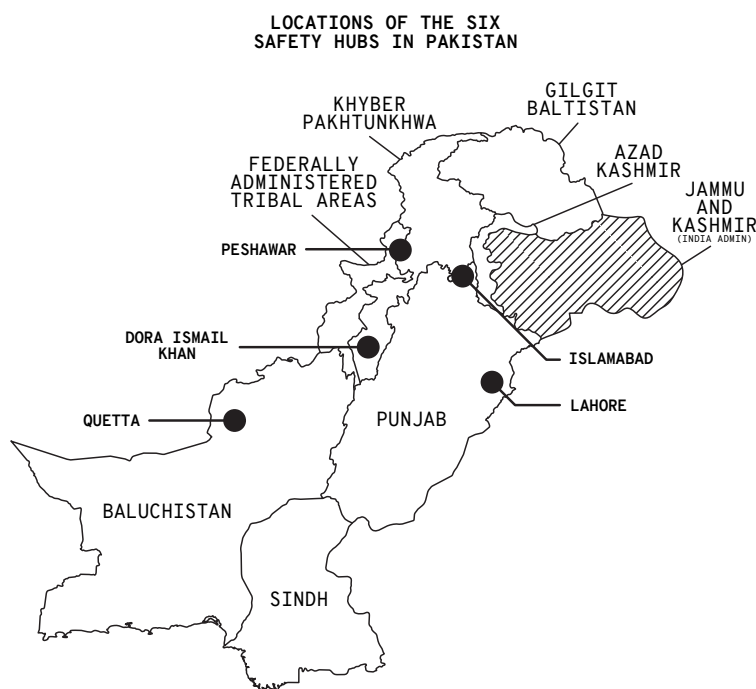 LOCATIONS OF THE SIX
SAFETY HUBS IN PAKISTAN
GILGIT
BALTISTAN
KHYBER
PAKHTUNKHWA
AZAD
KASHMIR
FEDERALLY
ADMINISTERED
TRIBAL AREAS
JAMMU
AND
KASHMIR
(INDIA ADMIN)
PESHAWAR
DORA ISMAIL
KHAN
ISLAMABAD
LAHORE
QUETTA
PUNJAB
BALUCHISTAN
SINDH